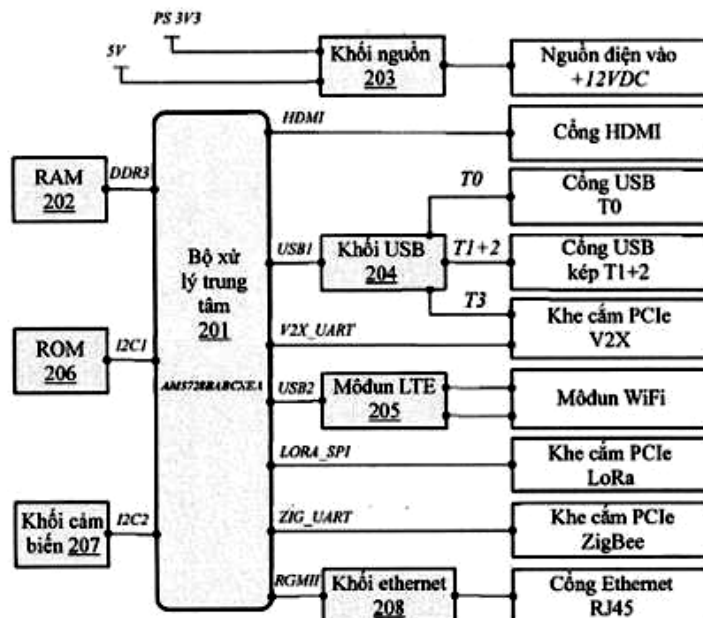 PS 3V3
5V
Khối nguồn
203
Nguồn điện vào
+12VDC
HDMI
Cổng HDMI
RAM
202
DDR3
T0
Cổng USB
T0
Bộ xử
lý trung
tâm
201
AM5728BABCXEA
USB1
Khối USB
204
T1+2
Cổng USB
kép T1+2
T3
V2X_UART
Khe cắm PCIe
V2X
ROM
206
I2C1
USB2
Môđun LTE
205
Môđun WiFi
LORA_SPI
Khe cắm PCIe
LoRa
Khối cảm
biến 207
I2C2
ZIG_UART
Khe cắm PCIe
ZigBee
RGMII
Khối ethernet
208
Cổng Ethernet
RJ45